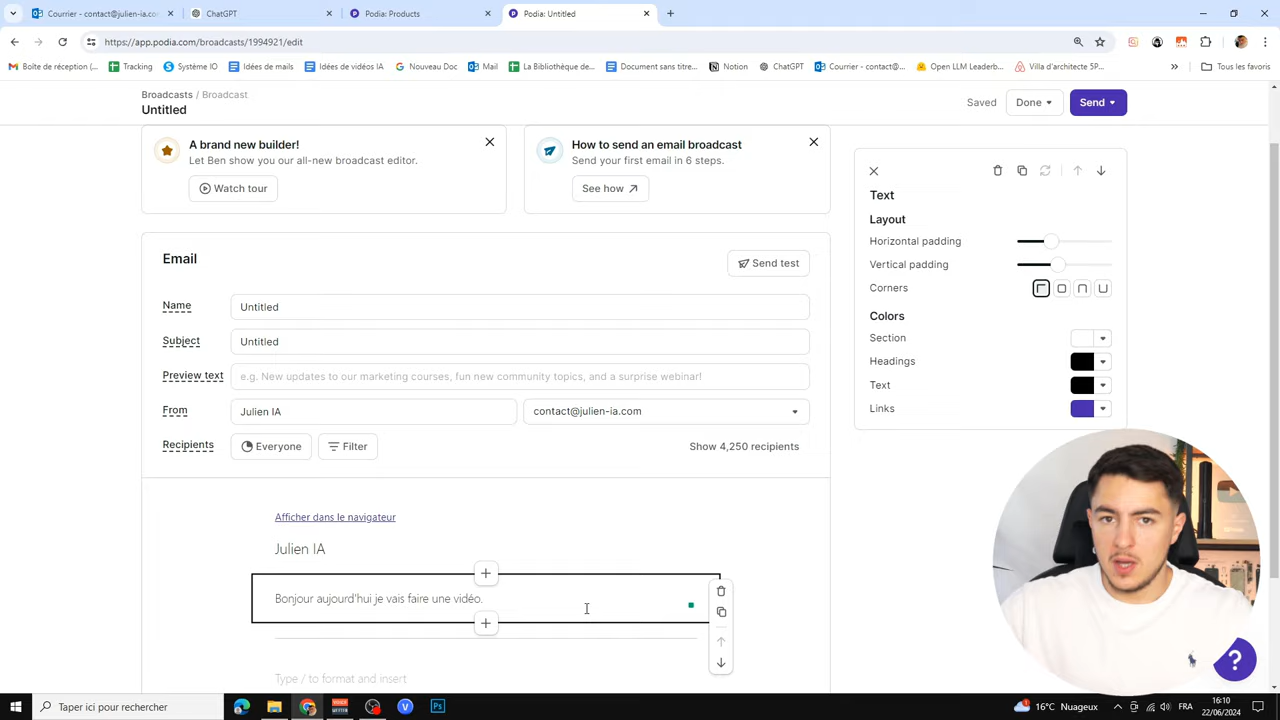 Courrier - contact@julien-ia.co
ChatGPT
Podia: Products
Podia: Untitled
https://app.podia.com/broadcasts/1994921/edit
Boîte de réception (...
Tracking
Système IO
Idées de mails
Idées de vidéos IA
Nouveau Doc
Mail
La Bibliothèque de...
Document sans titre...
Notion
ChatGPT
Courrier - contact@...
Open LLM Leaderb...
Villa d'architecte 5P...
Tous les favoris
Broadcasts / Broadcast
Untitled
Saved
Done
Send
A brand new builder!
Let Ben show you our all-new broadcast editor.
Watch tour
How to send an email broadcast
Send your first email in 6 steps.
See how
Text
Layout
Horizontal padding
Vertical padding
Corners
Colors
Section
Headings
Text
Links
Email
Send test
Name
Untitled
Subject
Untitled
Preview text
e.g. New updates to our marketing courses, fun new community topics, and a surprise webinar!
From
Julien IA
contact@julien-ia.com
Recipients
Everyone
Filter
Show 4,250 recipients
Afficher dans le navigateur
Julien IA
Bonjour aujourd'hui je vais faire une vidéo.
Type / to format and insert
Taper ici pour rechercher
16°C Nuageux
FRA
16:10
22/06/2024